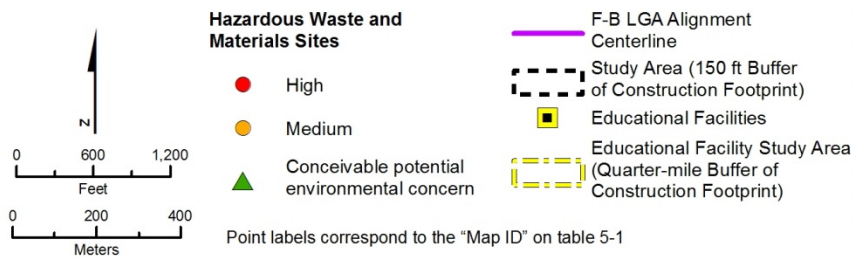 N
0 600 1,200
Feet
0 200 400
Meters
Hazardous Waste and
Materials Sites
High
Medium
Conceivable potential
environmental concern
F-B LGA Alignment
Centerline
Study Area (150 ft Buffer
of Construction Footprint)
Educational Facilities
Educational Facility Study Area
(Quarter-mile Buffer of
Construction Footprint)
Point labels correspond to the “Map ID” on table 5-1